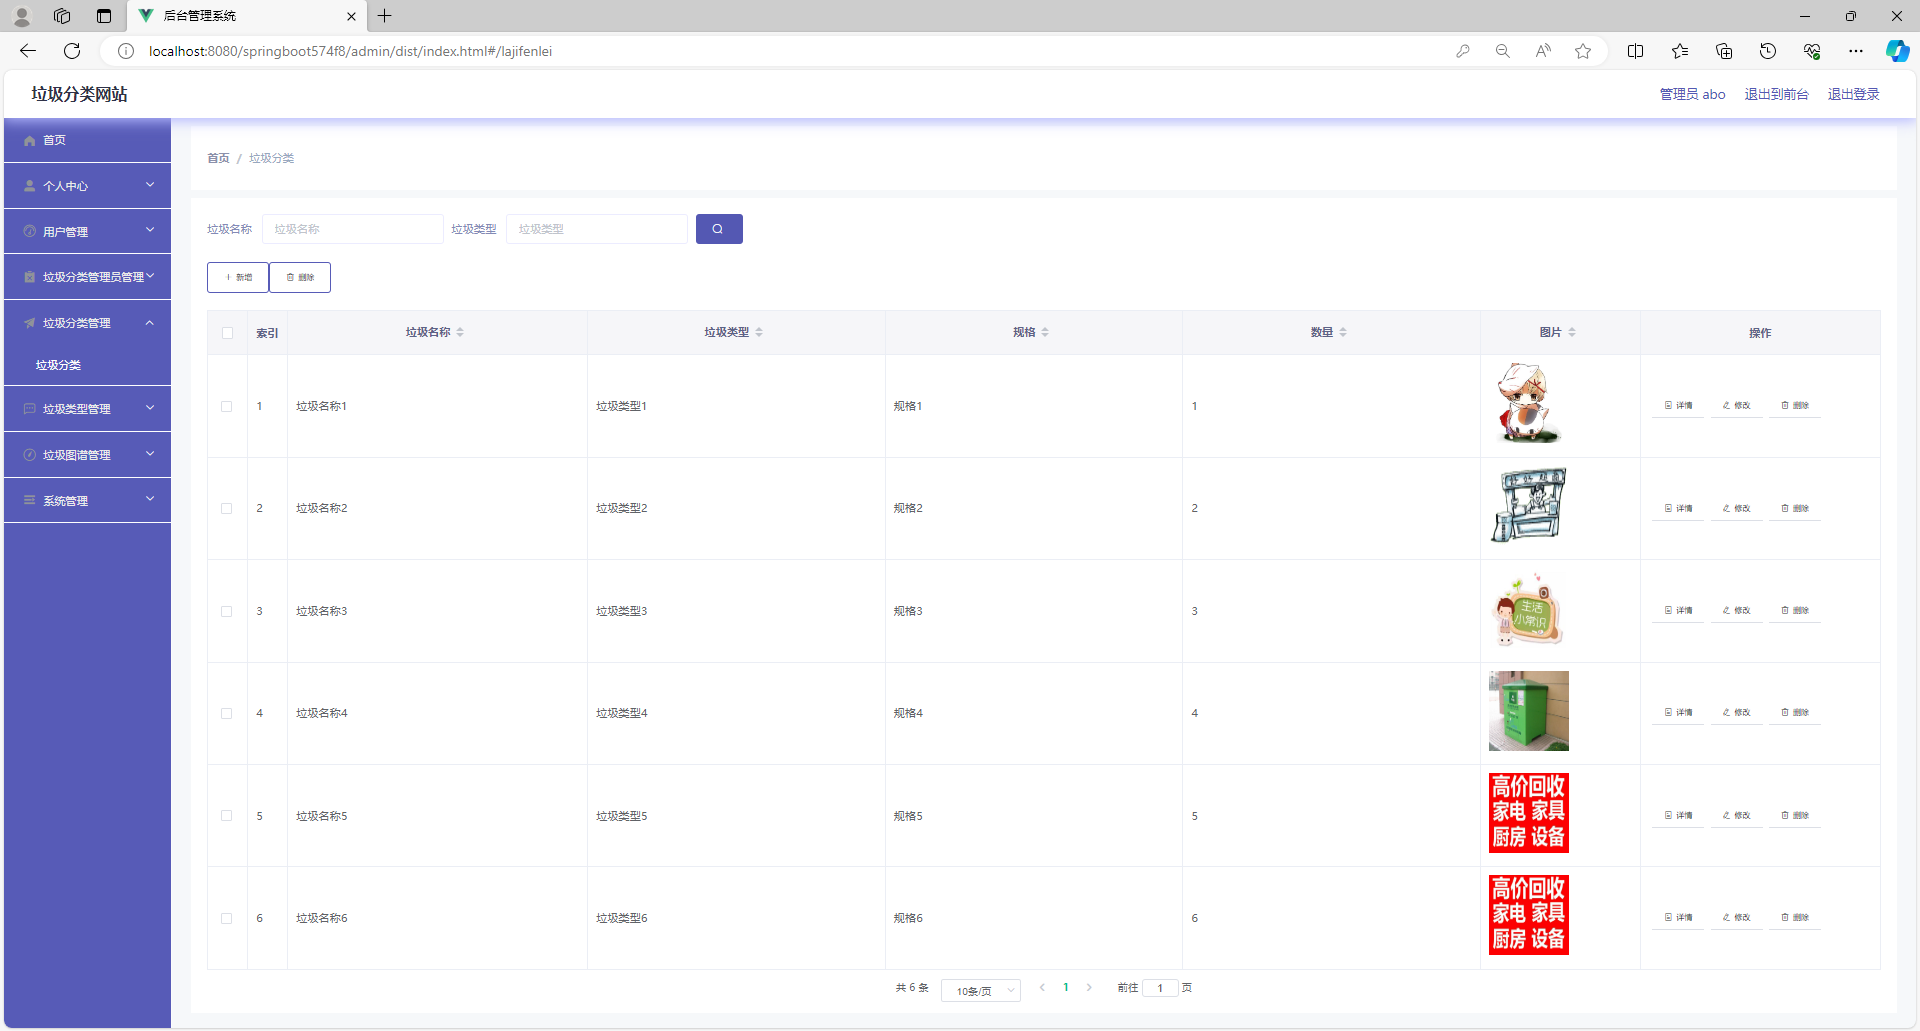 后台管理系统
localhost:8080/springboot574f8/admin/dist/index.html#/lajifenlei
垃圾分类网站
管理员 abo 退出到前台 退出登录
首页
个人中心
用户管理
垃圾分类管理员管理
垃圾分类管理
垃圾分类
垃圾类型管理
垃圾图谱管理
系统管理
首页 / 垃圾分类
垃圾名称 垃圾名称 垃圾类型 垃圾类型
新增 删除
索引 垃圾名称 垃圾类型 规格 数量 图片 操作
1 垃圾名称1 垃圾类型1 规格1 1 详情 修改 删除
2 垃圾名称2 垃圾类型2 规格2 2 详情 修改 删除
3 垃圾名称3 垃圾类型3 规格3 3 详情 修改 删除
生活
小常识
4 垃圾名称4 垃圾类型4 规格4 4 详情 修改 删除
5 垃圾名称5 垃圾类型5 规格5 5 详情 修改 删除
高价回收
家电 家具
厨房 设备
6 垃圾名称6 垃圾类型6 规格6 6 详情 修改 删除
高价回收
家电 家具
厨房 设备
共 6 条 10条/页 1 前往 1 页